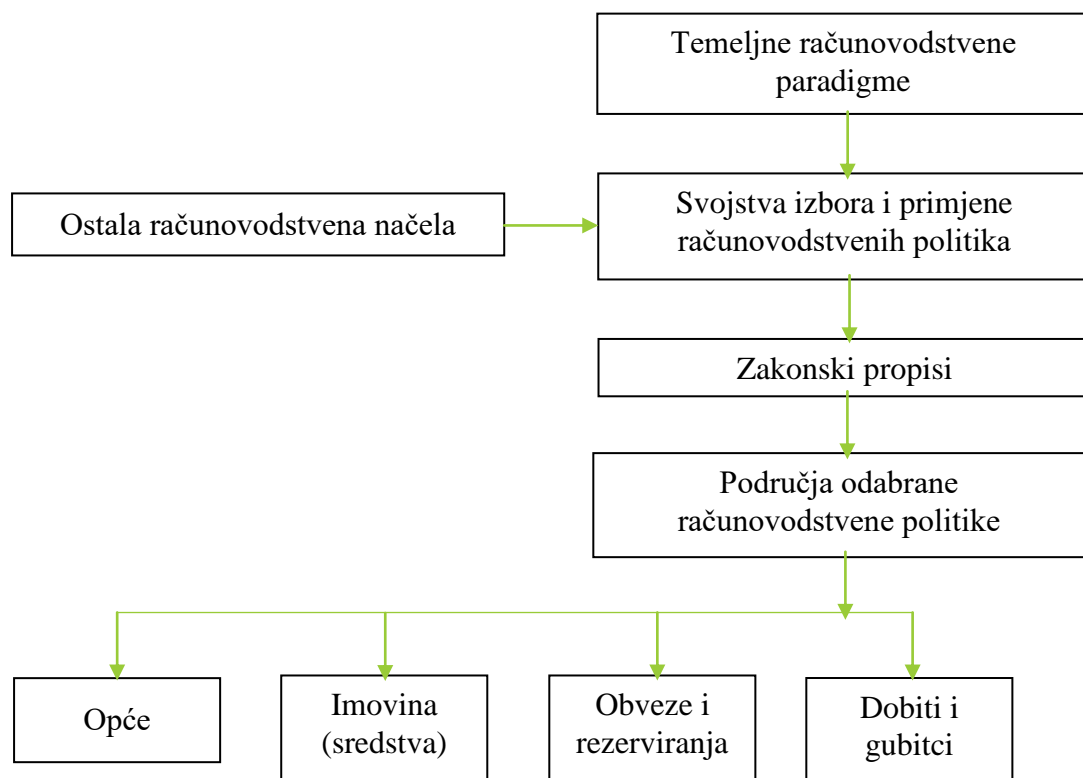 Temeljne računovodstvene
paradigme
Ostala računovodstvena načela
Svojstva izbora i primjene
računovodstvenih politika
Zakonski propisi
Područja odabrane
računovodstvene politike
Opće
Imovina
(sredstva)
Obveze i
rezerviranja
Dobiti i
gubitci